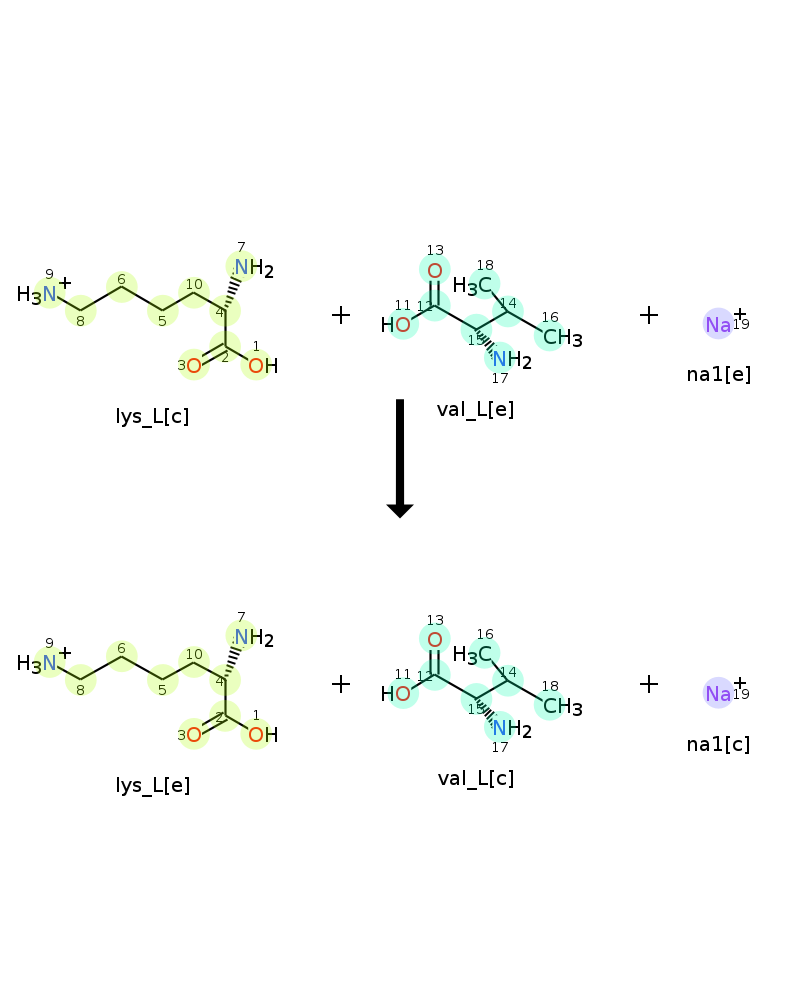 7
NH2
9
H3N+
6
10
8
5
4
3
O
2
1
OH
lys_L[c]
+
13
O
18
H3C
11
HO
12
14
16
CH3
15
NH2
17
val_L[e]
+
Na+
19
na1[e]
7
NH2
9
H3N+
6
10
8
5
4
3
O
2
1
OH
lys_L[e]
+
13
O
16
H3C
11
HO
12
14
18
CH3
15
NH2
17
val_L[c]
+
Na+
19
na1[c]